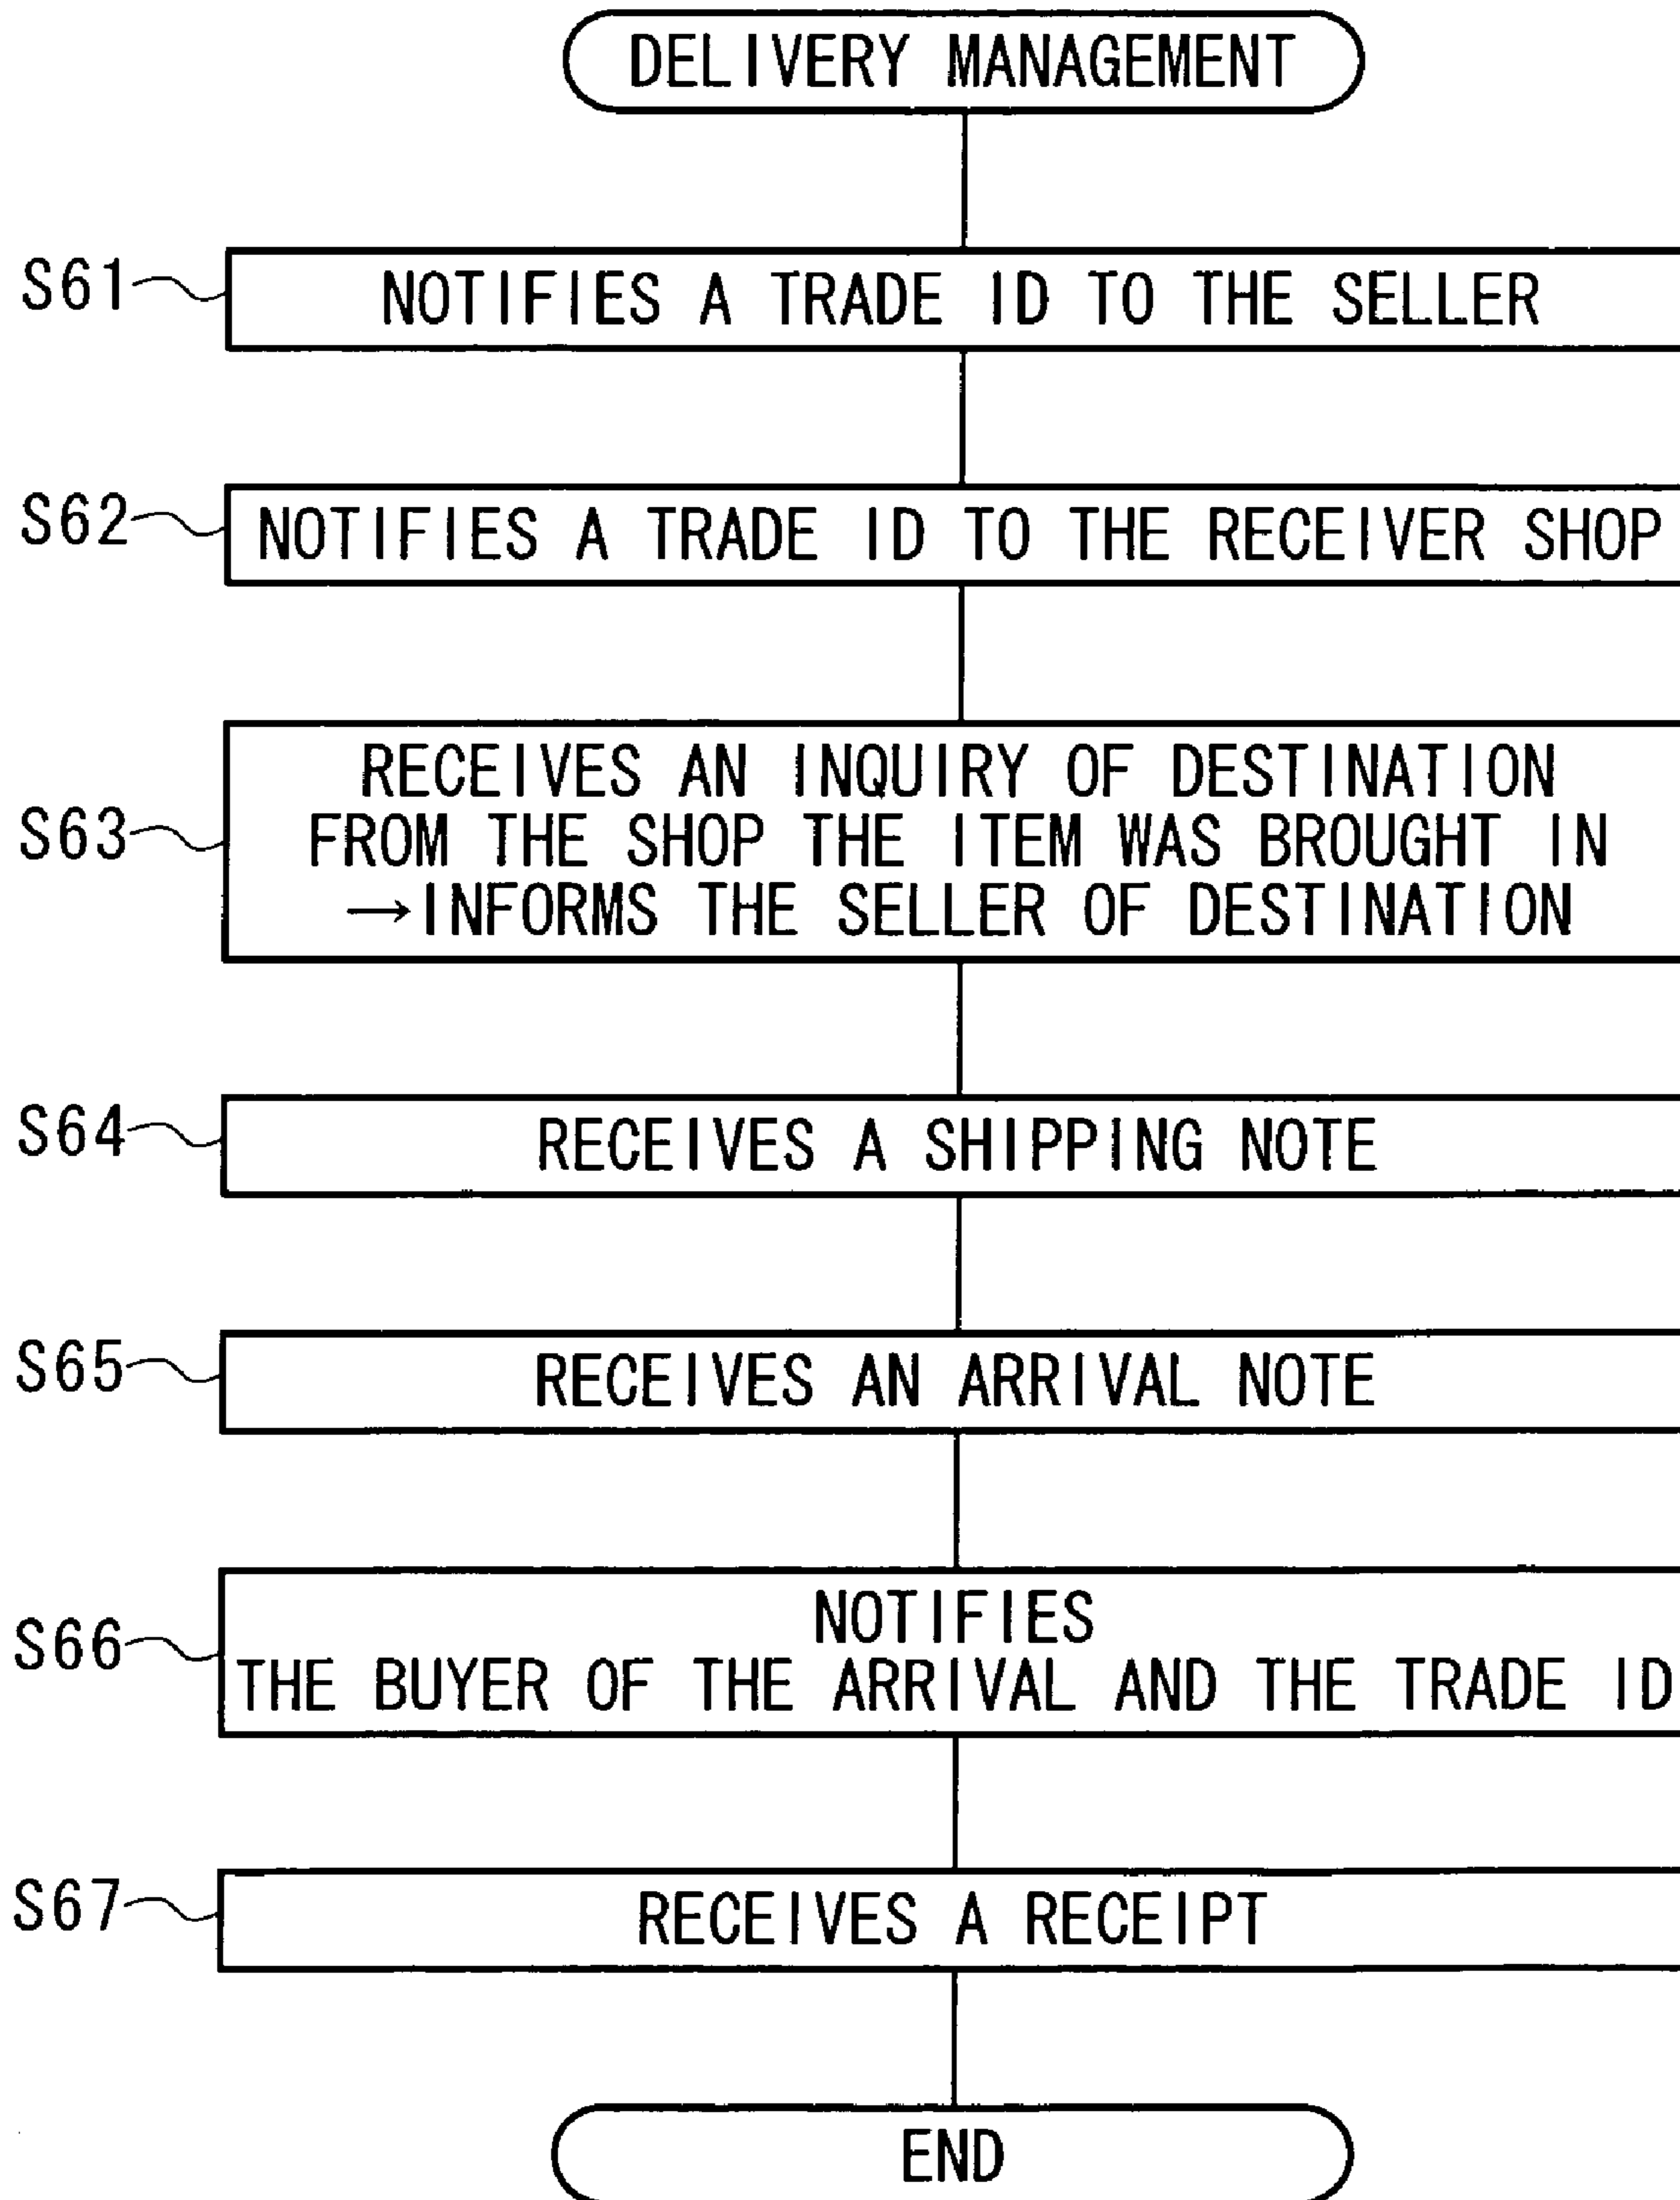 DELIVERY MANAGEMENT
S61
NOTIFIES A TRADE ID TO THE SELLER
S62
NOTIFIES A TRADE ID TO THE RECEIVER SHOP
S63
RECEIVES AN INQUIRY OF DESTINATION
FROM THE SHOP THE ITEM WAS BROUGHT IN
→INFORMS THE SELLER OF DESTINATION
S64
RECEIVES A SHIPPING NOTE
S65
RECEIVES AN ARRIVAL NOTE
S66
NOTIFIES
THE BUYER OF THE ARRIVAL AND THE TRADE ID
S67
RECEIVES A RECEIPT
END